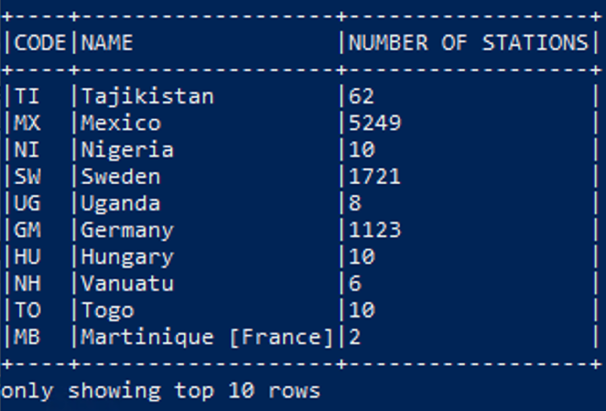 +----+--------------------+------------------+
|CODE|NAME                |NUMBER OF STATIONS|
+----+--------------------+------------------+
|TI  |Tajikistan          |62                |
|MX  |Mexico              |5249              |
|NI  |Nigeria             |10                |
|SW  |Sweden              |1721              |
|UG  |Uganda              |8                 |
|GM  |Germany             |1123              |
|HU  |Hungary             |10                |
|NH  |Vanuatu             |6                 |
|TO  |Togo                |10                |
|MB  |Martinique [France]|2                 |
+----+--------------------+------------------+
only showing top 10 rows